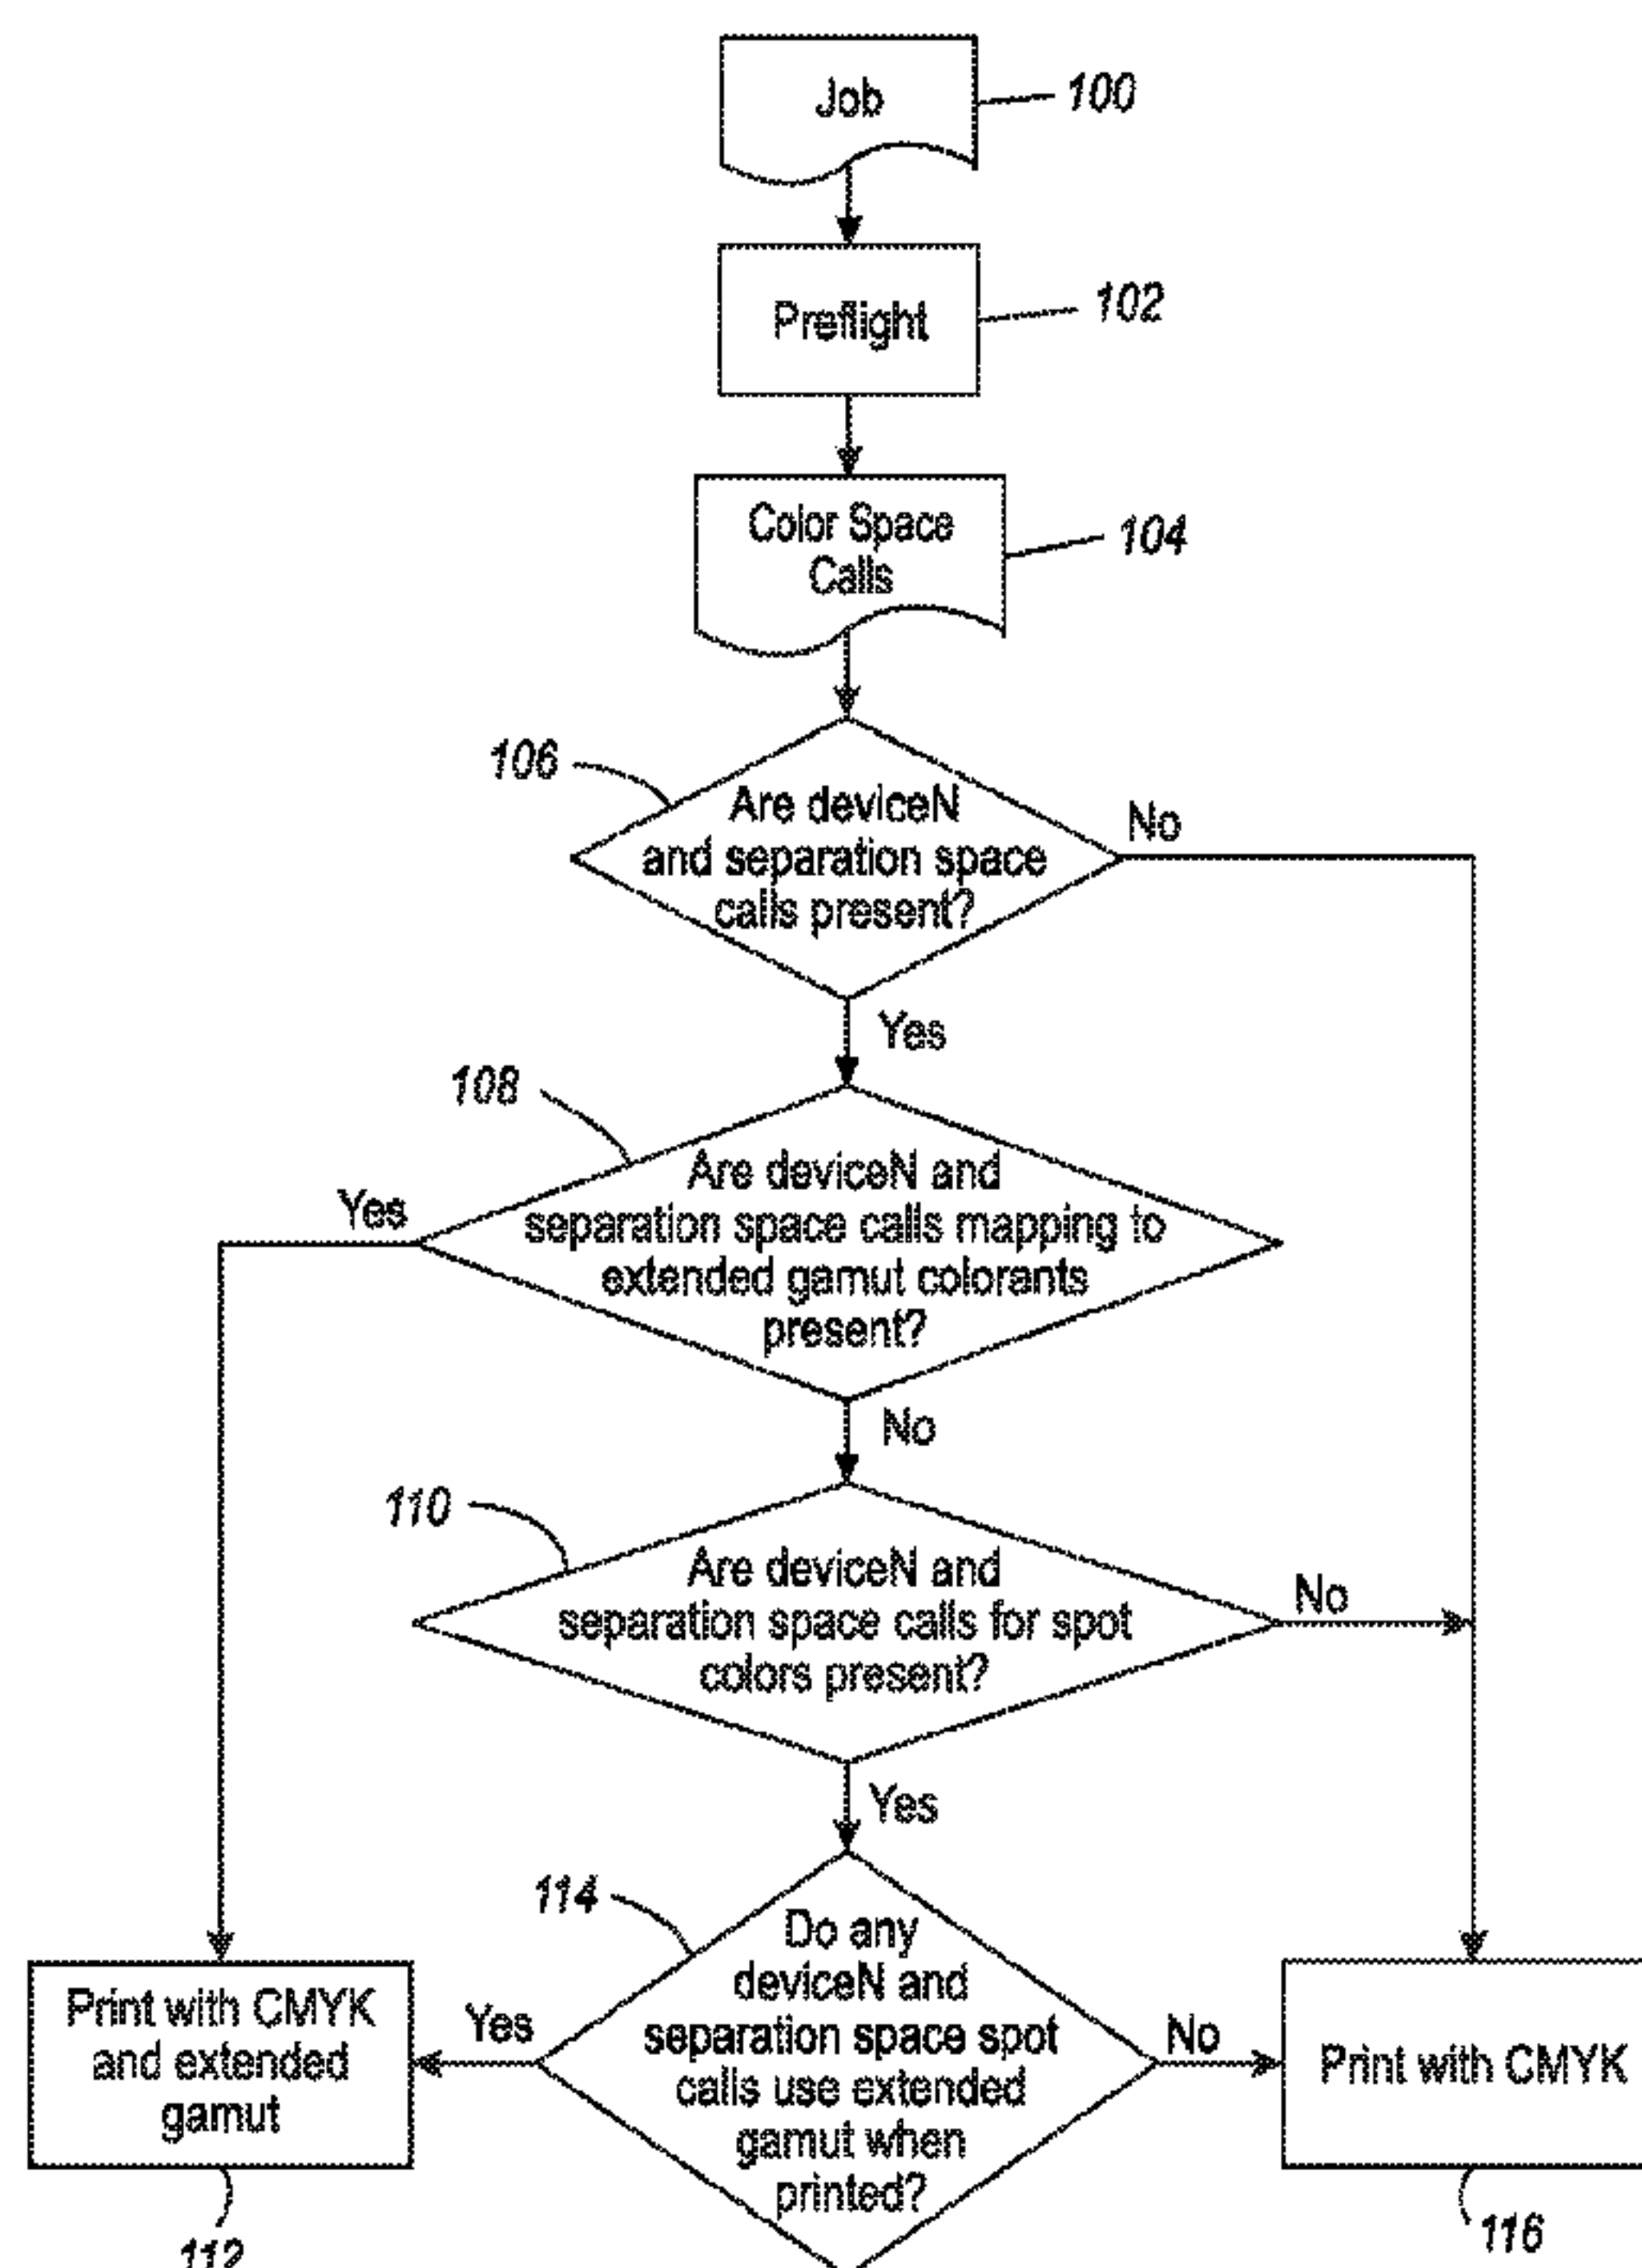 Job
100
Preflight
102
Color Space
Calls
104
106
Are deviceN
and separation space
calls present?
No
Yes
108
Are deviceN and
separation space calls mapping to
extended gamut colorants
present?
Yes
No
110
Are deviceN and
separation space calls for spot
colors present?
No
Yes
114
Do any
deviceN and
separation space spot
calls use extended
gamut when
printed?
Yes
No
Print with CMYK
and extended
gamut
112
Print with CMYK
116